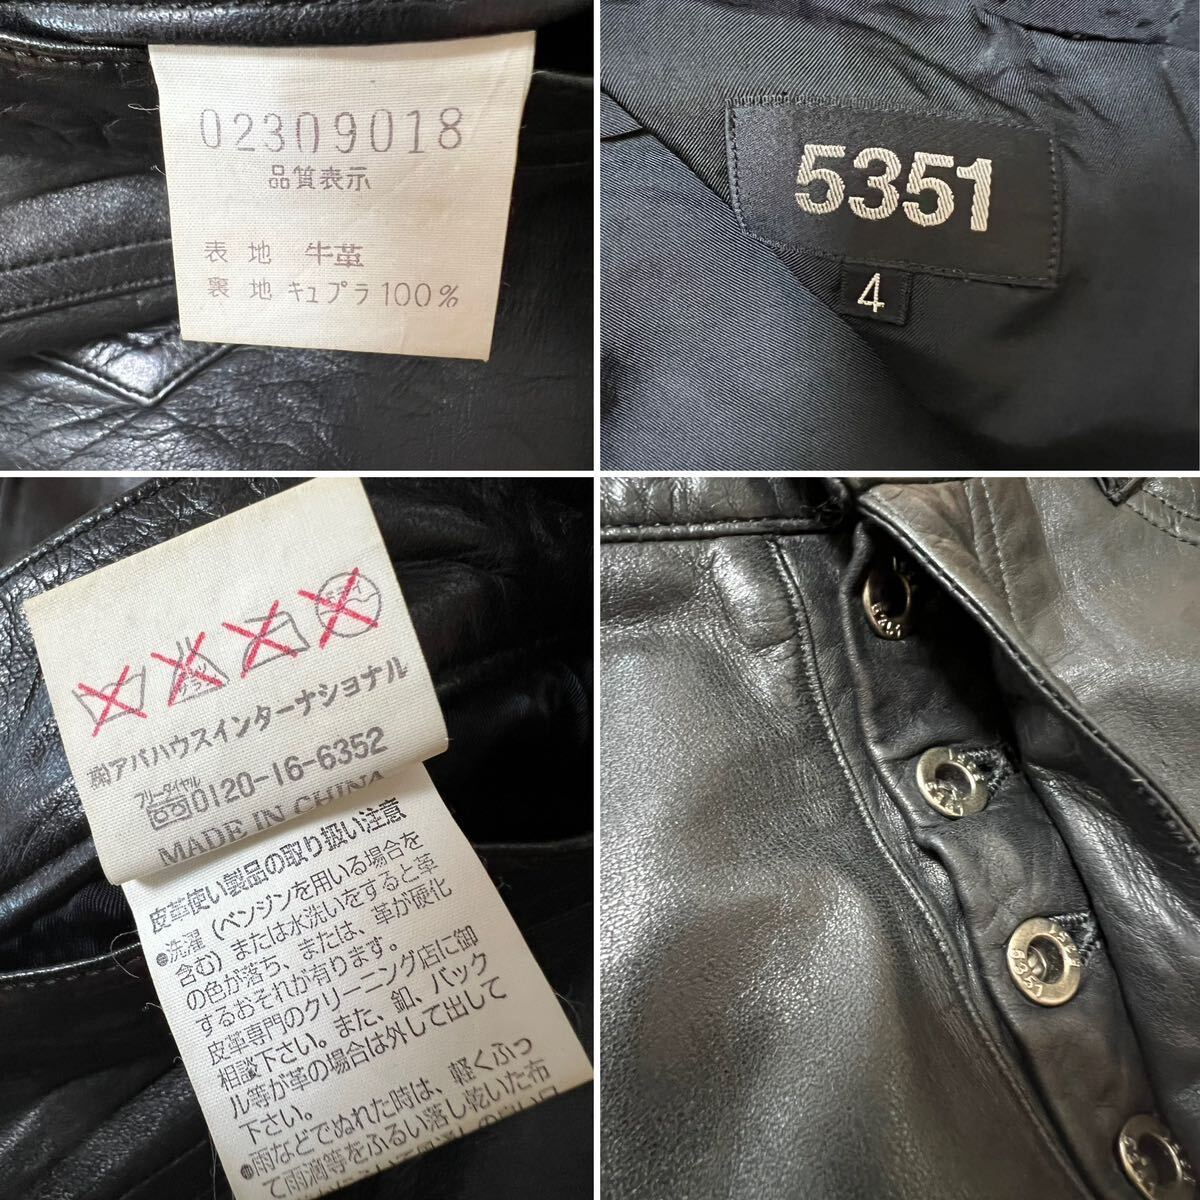 02309018
品質表示
表地 牛革
裏地 キュプラ100%
5351
4
㈱アバハウスインターナショナル
フリーダイヤル
0120-16-6352
MADE IN CHINA
皮革使い製品の取り扱い注意
●洗濯(ベンジンを用いる場合を
含む)または水洗いをすると革
の色が落ち、または、革が硬化
するおそれが有ります。
皮革専門のクリーニング店に御
相談下さい。また、釦、バック
ル等が革の場合は外して出して
下さい。
●雨などでぬれた時は、軽くふっ
て雨滴等をふるい落し乾いた布